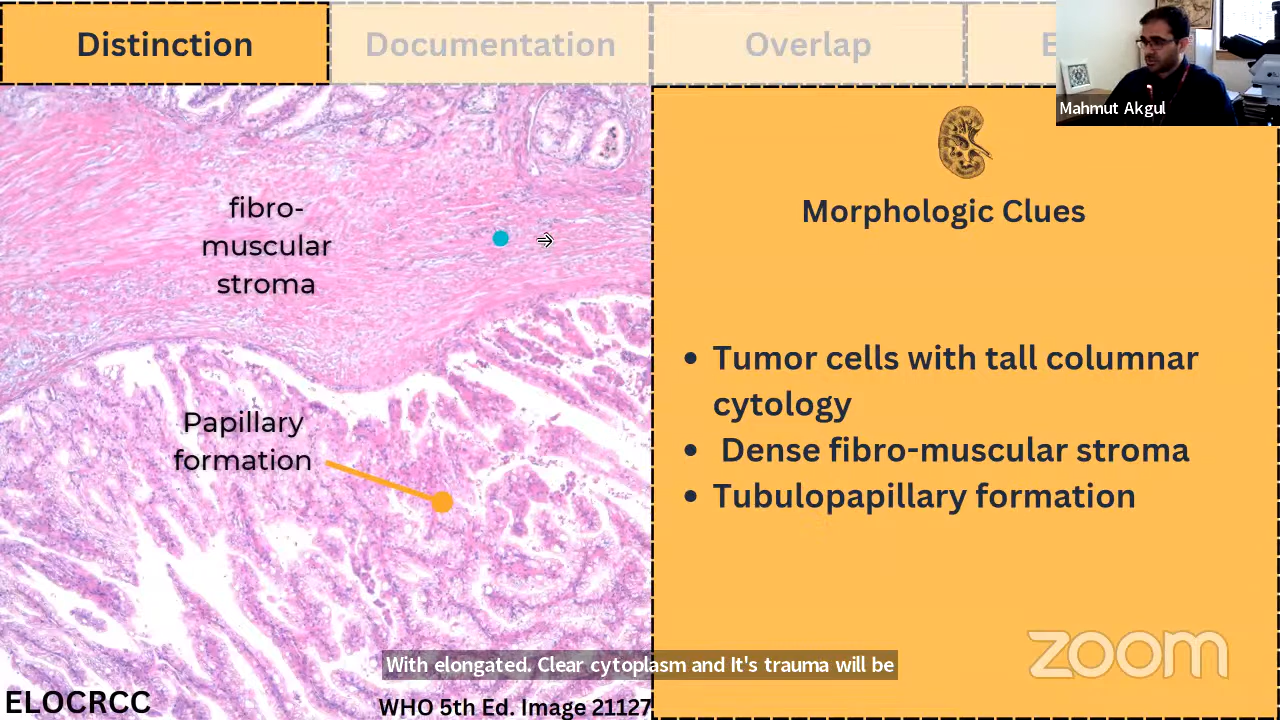 Distinction
Documentation
Overlap
E
Mahmut Akgul
fibro-
muscular
stroma
Papillary
formation
Morphologic Clues
• Tumor cells with tall columnar
cytology
• Dense fibro-muscular stroma
• Tubulopapillary formation
With elongated. Clear cytoplasm and It's trauma will be
zoom
ELOCRCC
WHO 5th Ed. Image 21127